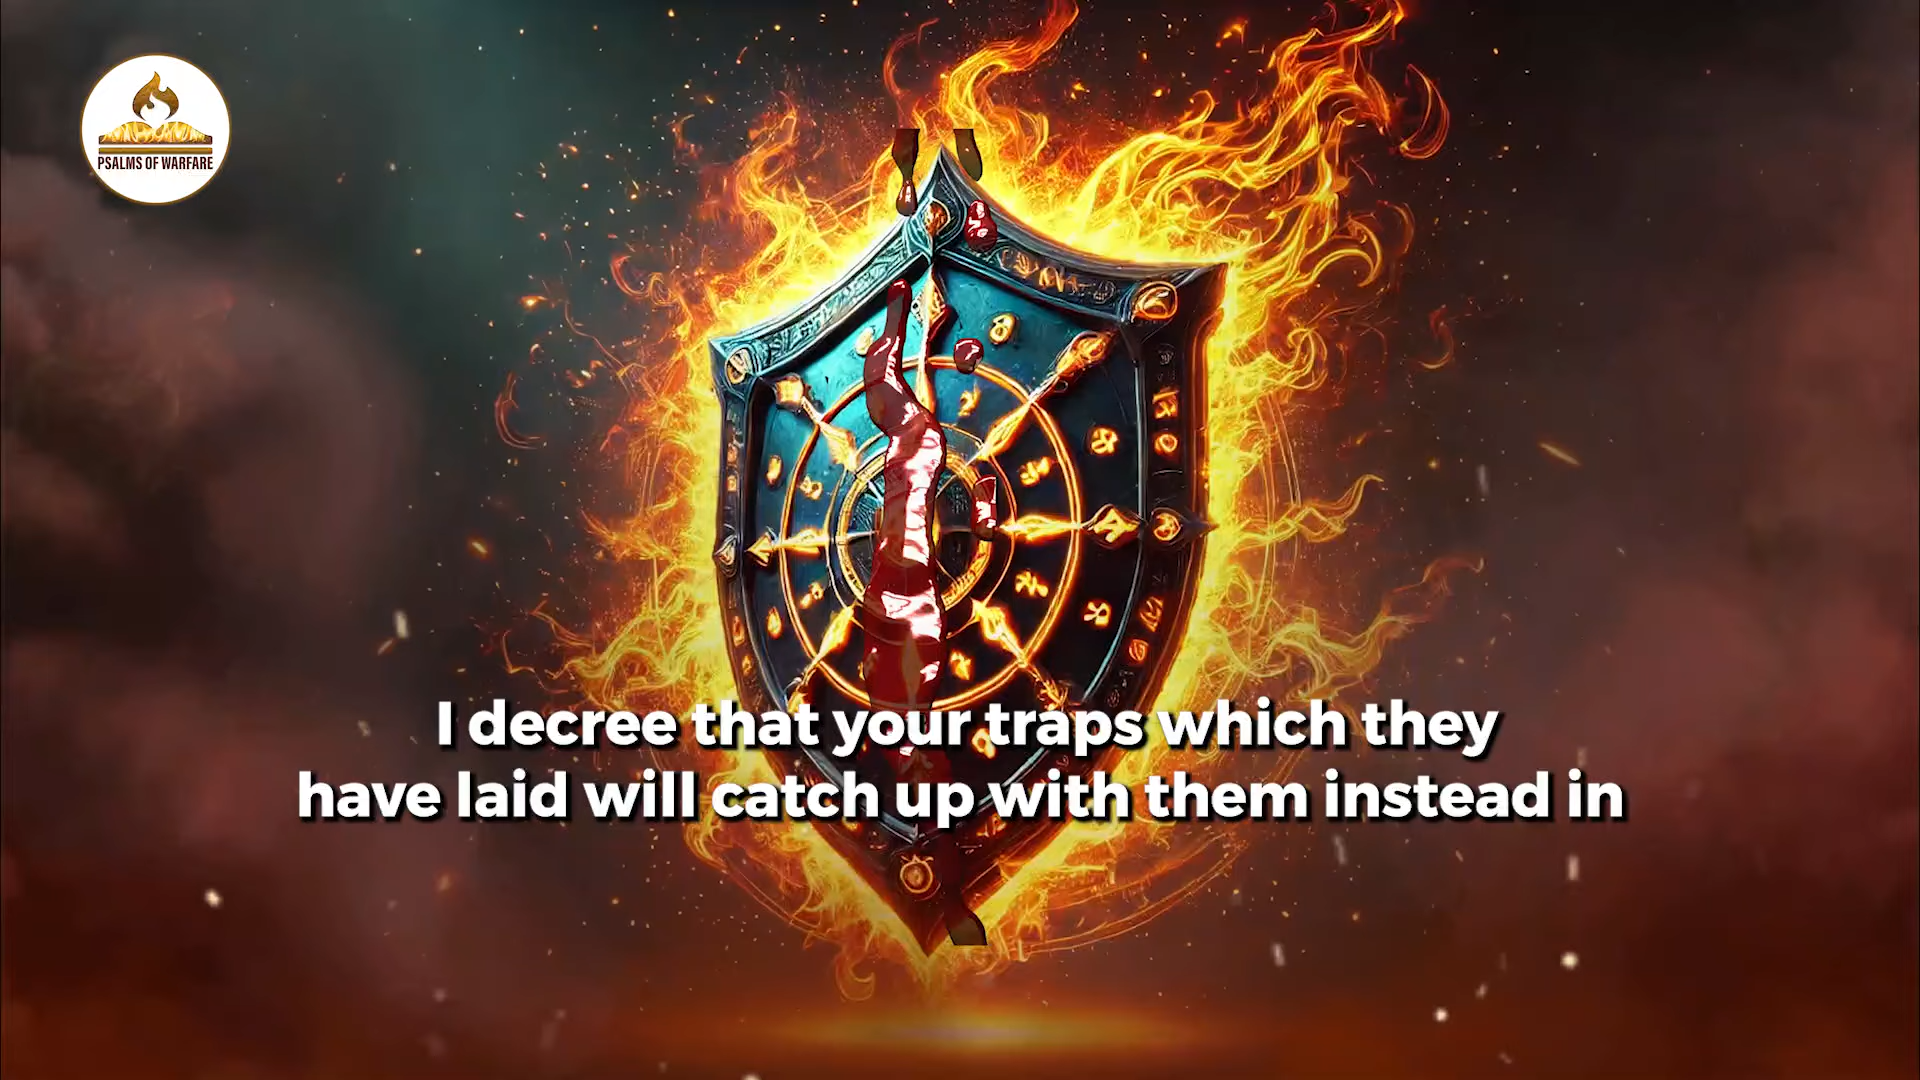 PSALMS OF WARFARE
I decree that your traps which they
have laid will catch up with them instead in